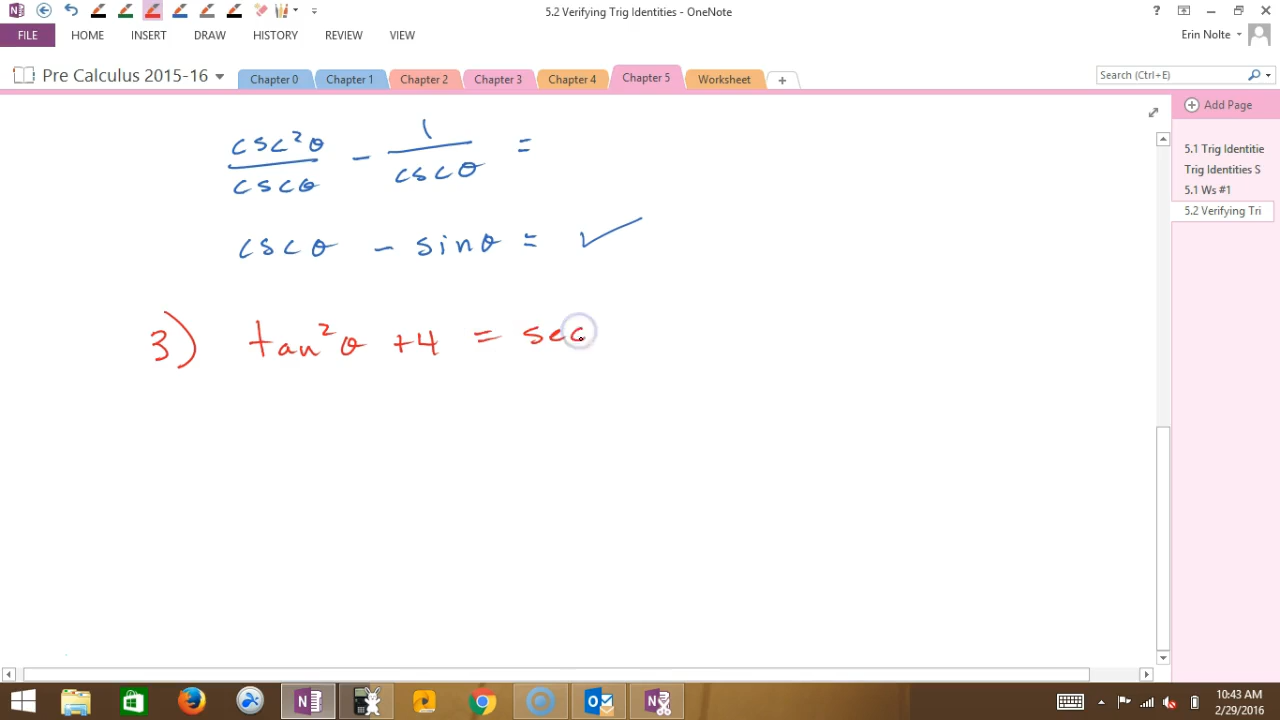 5.2 Verifying Trig Identities - OneNote
FILE HOME INSERT DRAW HISTORY REVIEW VIEW Erin Nolte
Pre Calculus 2015-16 Chapter 0 Chapter 1 Chapter 2 Chapter 3 Chapter 4 Chapter 5 Worksheet Search (Ctrl+E)
Add Page
5.1 Trig Identitie
Trig Identities S
5.1 Ws #1
5.2 Verifying Tri
csc²θ/cscθ - 1/cscθ =
cscθ - sinθ = ✓
3) tan²θ +4 = sec
10:43 AM
2/29/2016